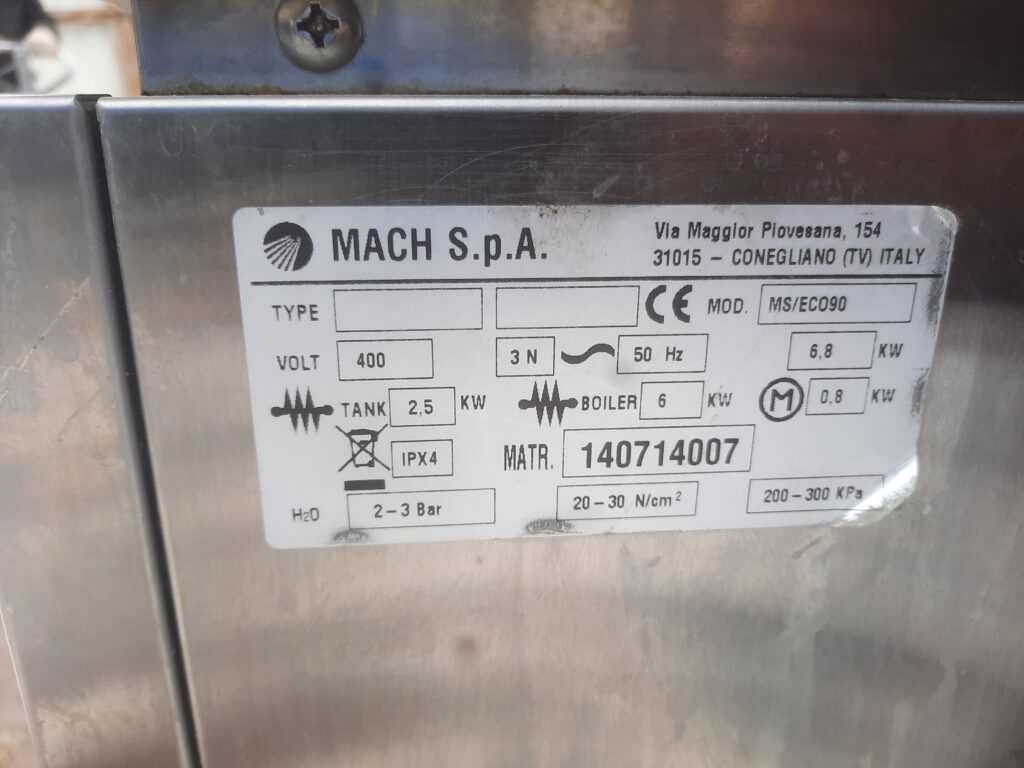 MACH S.p.A.
Via Maggior Piovesana, 154
31015 – CONEGLIANO (TV) ITALY
TYPE CE MOD. MS/ECO90
VOLT 400 3 N 50 Hz 6,8 KW
TANK 2,5 KW BOILER 6 KW M 0,8 KW
IPX4 MATR. 140714007
H2O 2–3 Bar 20–30 N/cm² 200–300 KPa